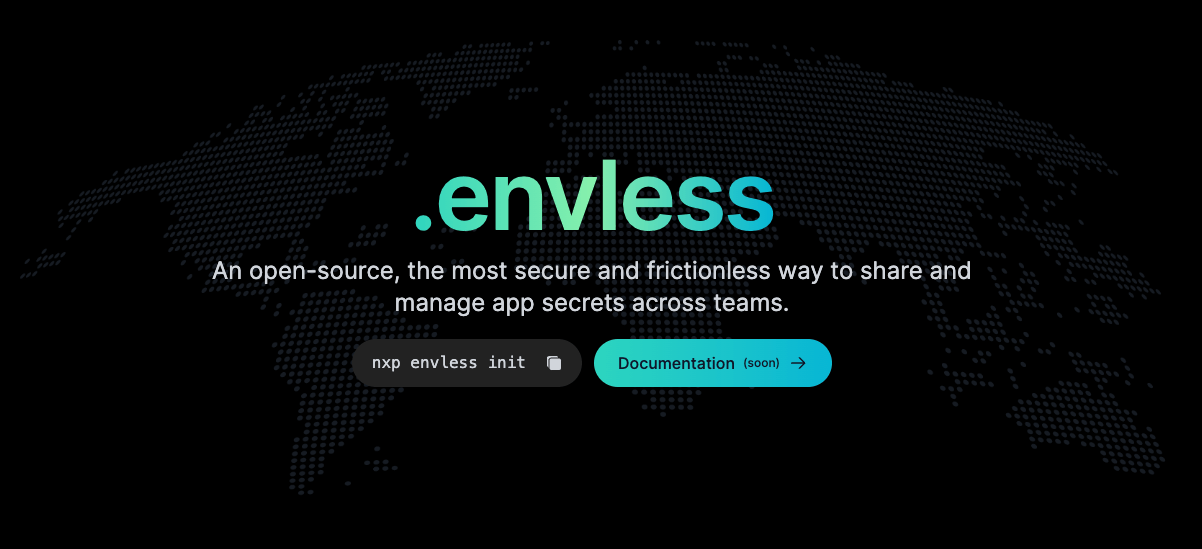 .envless
An open-source, the most secure and frictionless way to share and
manage app secrets across teams.
nxp envless init
Documentation (soon) →